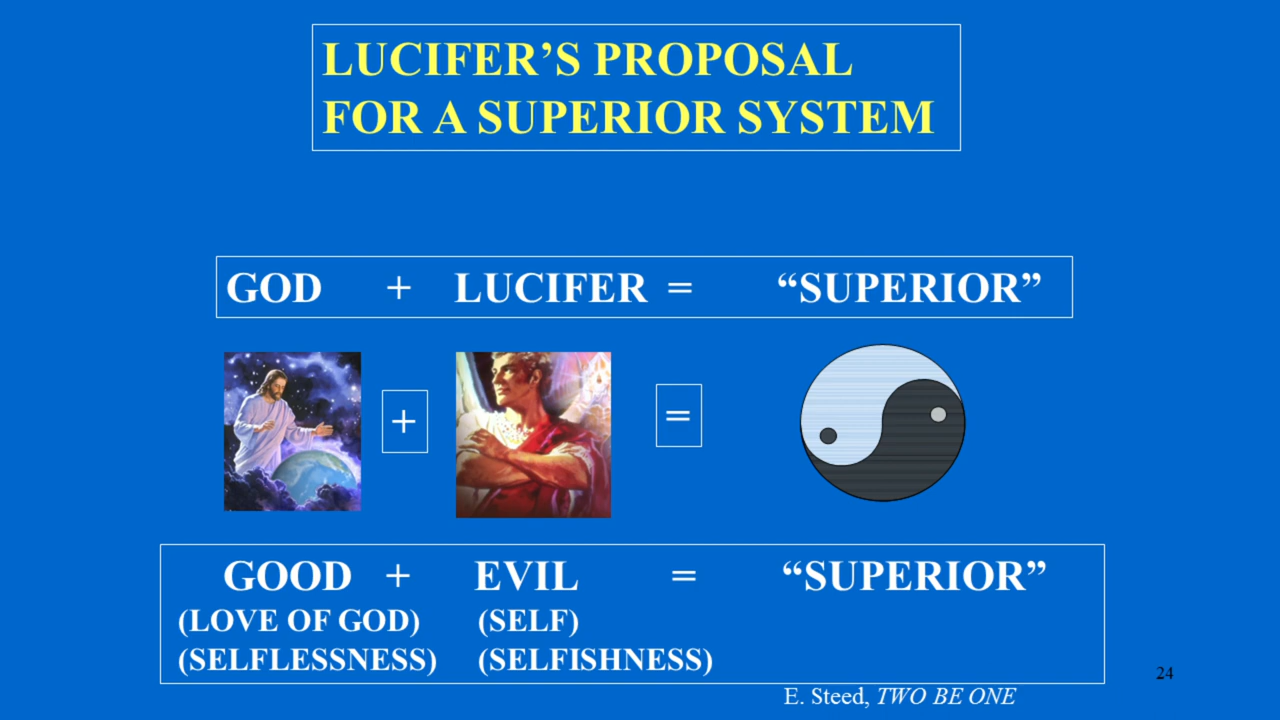 LUCIFER’S PROPOSAL
FOR A SUPERIOR SYSTEM
GOD + LUCIFER = “SUPERIOR”
+ =
GOOD + EVIL = “SUPERIOR”
(LOVE OF GOD) (SELF)
(SELFLESSNESS) (SELFISHNESS)
24
E. Steed, TWO BE ONE